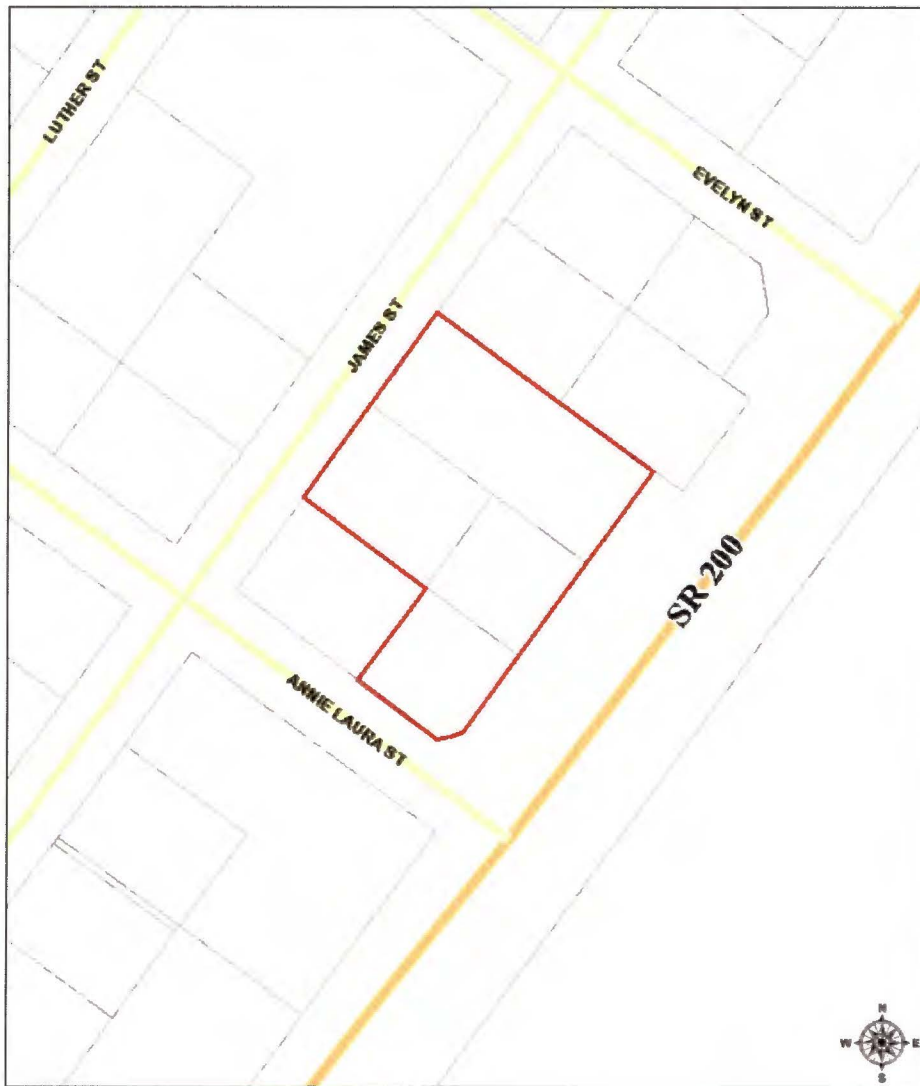 LUTHER ST
EVELYN ST
JAMES ST
SR 200
ANNIE LAURA ST
N
W E
S